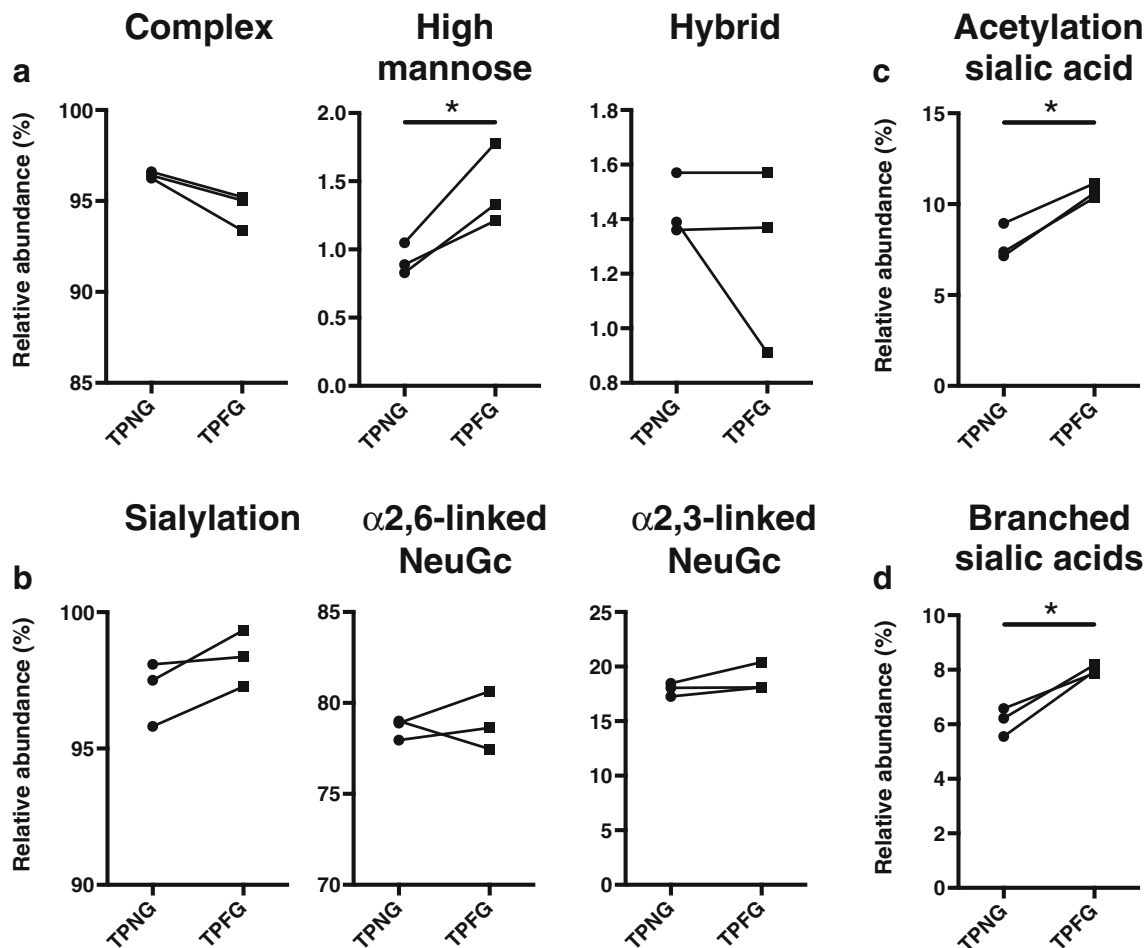 Complex
High
mannose
Hybrid
Acetylation
sialic acid
a
c
Relative abundance (%)
100
95
90
85
TPNG
TPFG
*
2.0
1.5
1.0
0.5
0.0
TPNG
TPFG
1.8
1.6
1.4
1.2
1.0
0.8
TPNG
TPFG
Relative abundance (%)
*
15
10
5
0
TPNG
TPFG
Sialylation
α2,6-linked
NeuGc
α2,3-linked
NeuGc
Branched
sialic acids
b
d
Relative abundance (%)
100
95
90
TPNG
TPFG
85
80
75
70
TPNG
TPFG
25
20
15
10
5
0
TPNG
TPFG
Relative abundance (%)
*
10
8
6
4
2
0
TPNG
TPFG